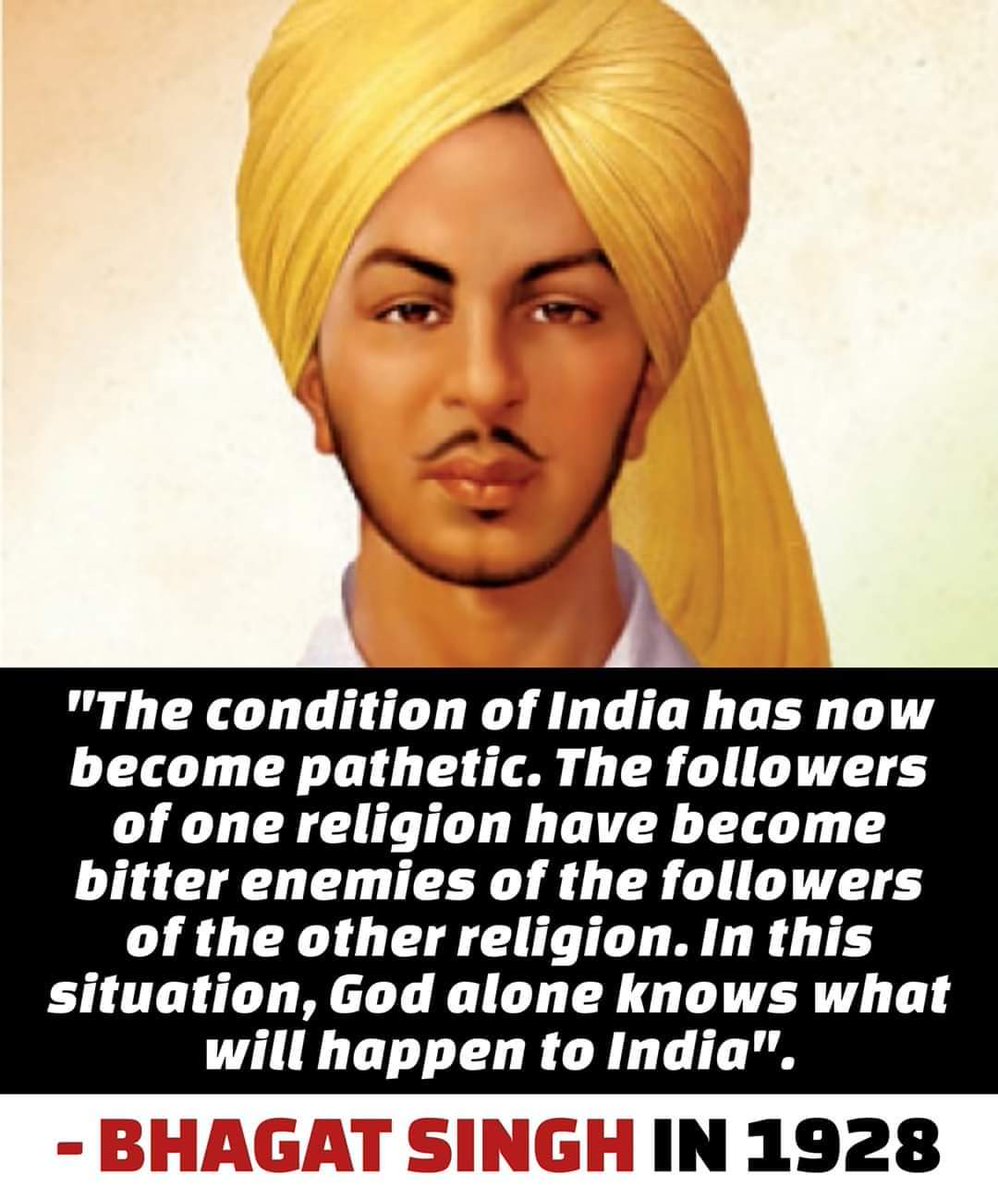 "The condition of India has now
become pathetic. The followers
of one religion have become
bitter enemies of the followers
of the other religion. In this
situation, God alone knows what
will happen to India".
- BHAGAT SINGH IN 1928